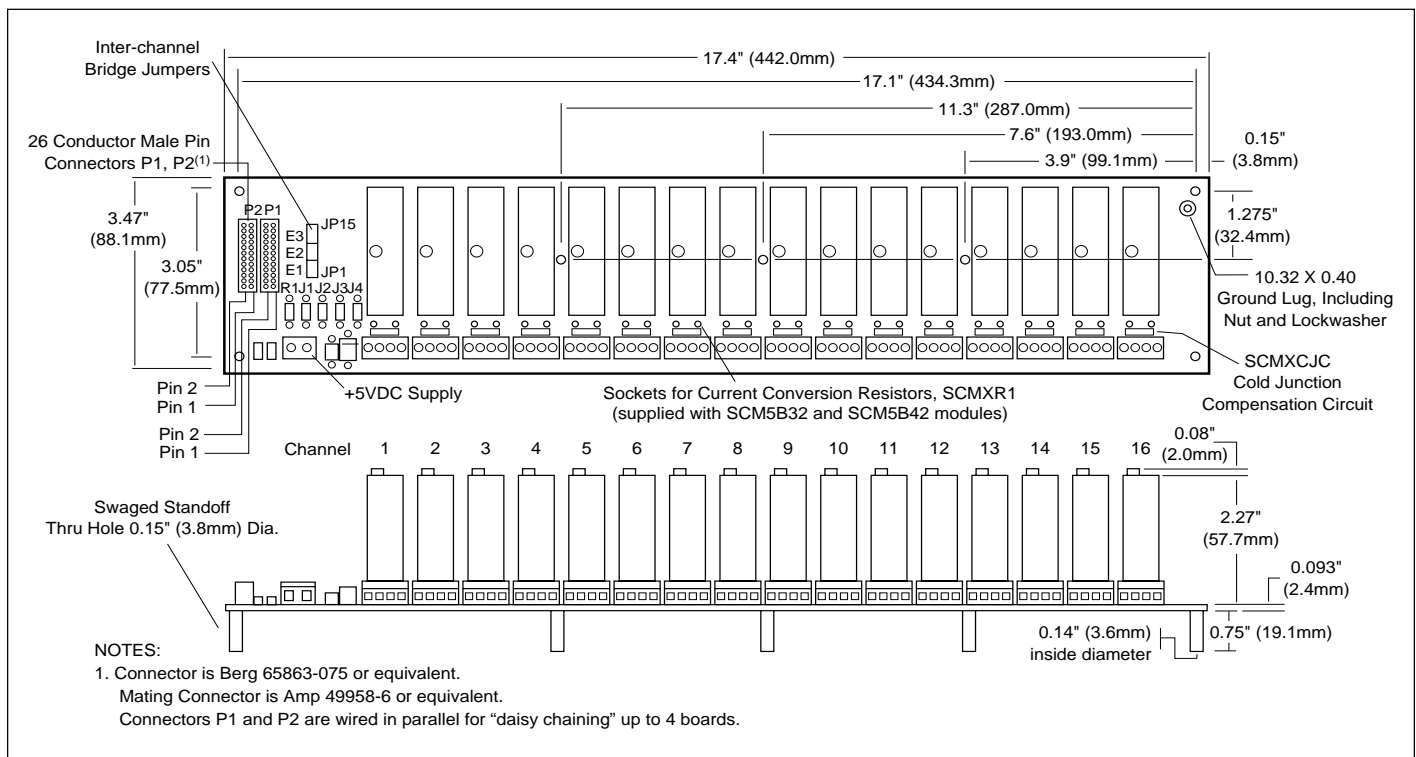 Inter-channel
Bridge Jumpers
17.4" (442.0mm)
17.1" (434.3mm)
11.3" (287.0mm)
7.6" (193.0mm)
3.9" (99.1mm)
0.15"
(3.8mm)
26 Conductor Male Pin
Connectors P1, P2(1)
3.47"
(88.1mm)
3.05"
(77.5mm)
P2 P1
JP15
E3
E2
E1
JP1
R1 J1 J2 J3 J4
1.275"
(32.4mm)
10.32 X 0.40
Ground Lug, Including
Nut and Lockwasher
SCMXCJC
Cold Junction
Compensation Circuit
Pin 2
Pin 1
Pin 2
Pin 1
+5VDC Supply
Sockets for Current Conversion Resistors, SCMXR1
(supplied with SCM5B32 and SCM5B42 modules)
Channel 1 2 3 4 5 6 7 8 9 10 11 12 13 14 15 16
0.08"
(2.0mm)
Swaged Standoff
Thru Hole 0.15" (3.8mm) Dia.
2.27"
(57.7mm)
0.093"
(2.4mm)
0.14" (3.6mm)
inside diameter
0.75" (19.1mm)
NOTES:
1. Connector is Berg 65863-075 or equivalent.
Mating Connector is Amp 49958-6 or equivalent.
Connectors P1 and P2 are wired in parallel for “daisy chaining” up to 4 boards.